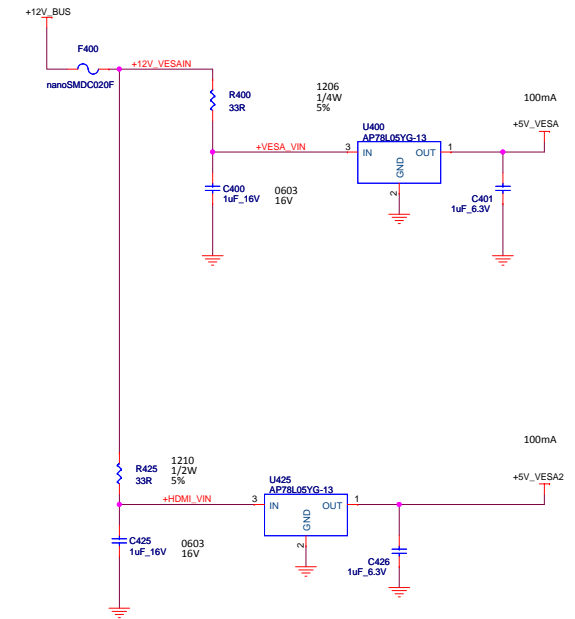 +12V_BUS
F400
nanoSMDC020F
+12V_VESAIN
R400
33R
1206
1/4W
5%
100mA
+5V_VESA
U400
AP78L05YG-13
+VESA_VIN
3
IN
OUT
1
GND
2
C400
1uF_16V
0603
16V
C401
1uF_6.3V
100mA
+5V_VESA2
R425
33R
1210
1/2W
5%
U425
AP78L05YG-13
+HDMI_VIN
3
IN
OUT
1
GND
2
C425
1uF_16V
0603
16V
C426
1uF_6.3V